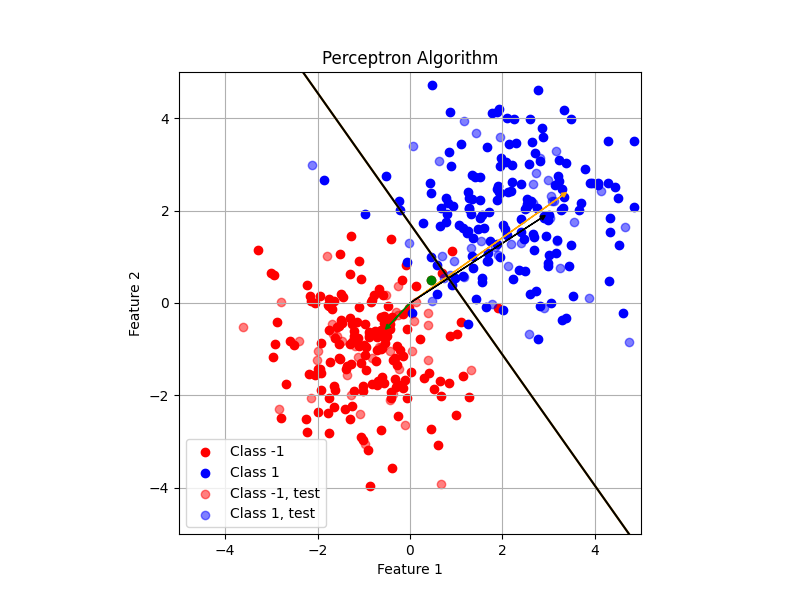 Perceptron Algorithm
Feature 2
4
2
0
−2
−4
Class -1
Class 1
Class -1, test
Class 1, test
−4 −2 0 2 4
Feature 1